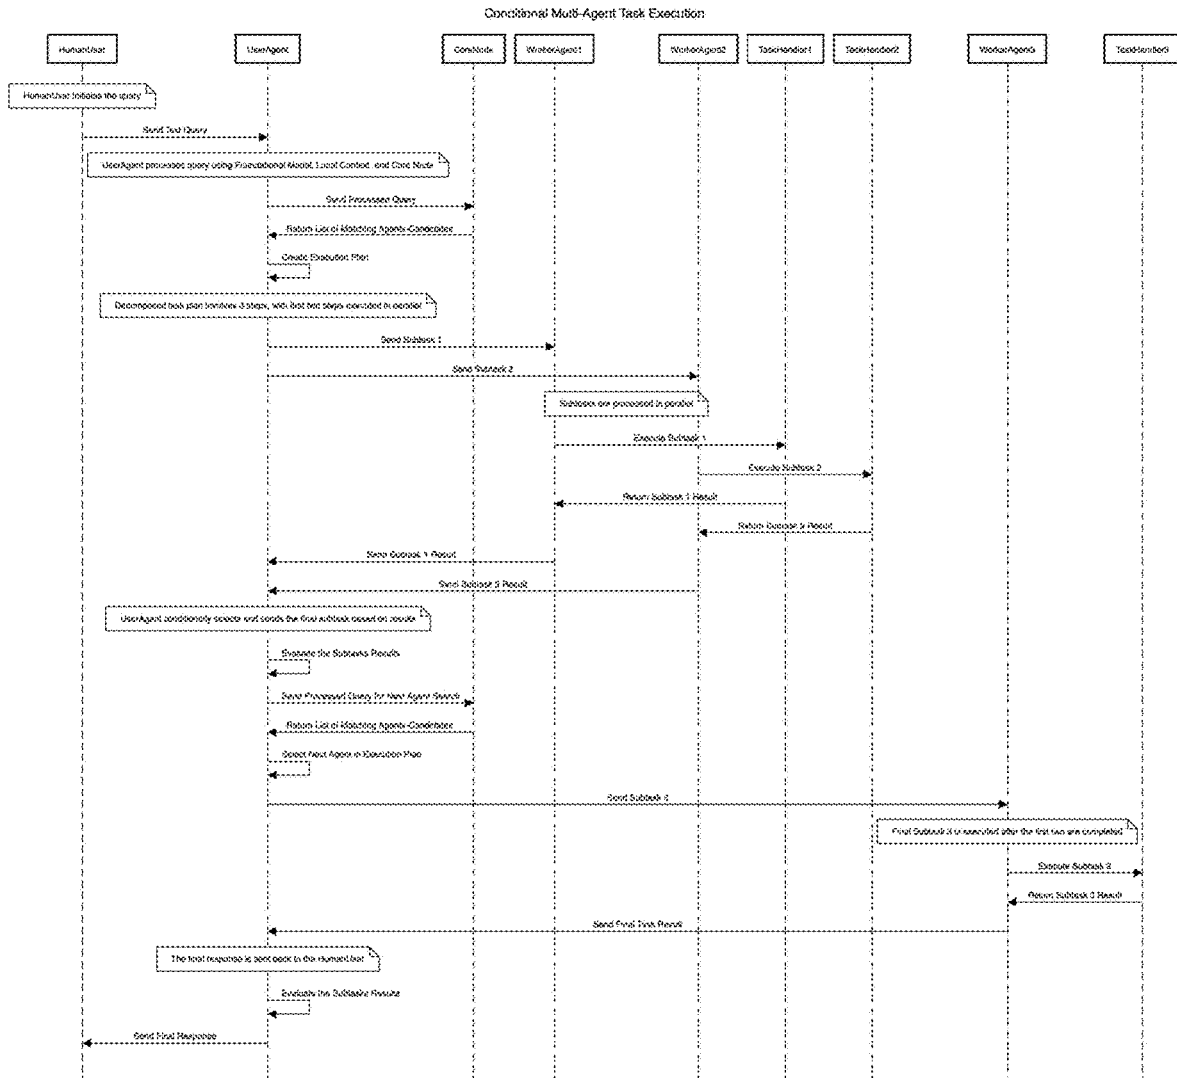 Conditional Multi-Agent Task Execution
HumanUser
UserAgent
CoreNode
WorkerAgent1
WorkerAgent2
TaskHandler1
TaskHandler2
WorkerAgent3
TaskHandler3
HumanUser initiates the query
Send Text Query
UserAgent processes query using Foundational Model, Local Context, and Core Node
Send Processed Query
Return List of Matching Agents-Candidates
Create Execution Plan
Decomposed task plan involves 3 steps, with first two steps executed in parallel
Send Subtask 1
Send Subtask 2
Subtasks are processed in parallel
Execute Subtask 1
Execute Subtask 2
Return Subtask 1 Result
Return Subtask 2 Result
Send Subtask 1 Result
Send Subtask 2 Result
UserAgent conditionally selects and sends the final subtask based on results
Evaluate the Subtasks Results
Send Processed Query for New Agent Search
Return List of Matching Agents-Candidates
Select Next Agent in Execution Plan
Send Subtask 3
Final Subtask 3 is executed after the first two are completed
Execute Subtask 3
Return Subtask 3 Result
Send Final Task Result
The final response is sent back to the HumanUser
Evaluate the Subtasks Results
Send Final Response